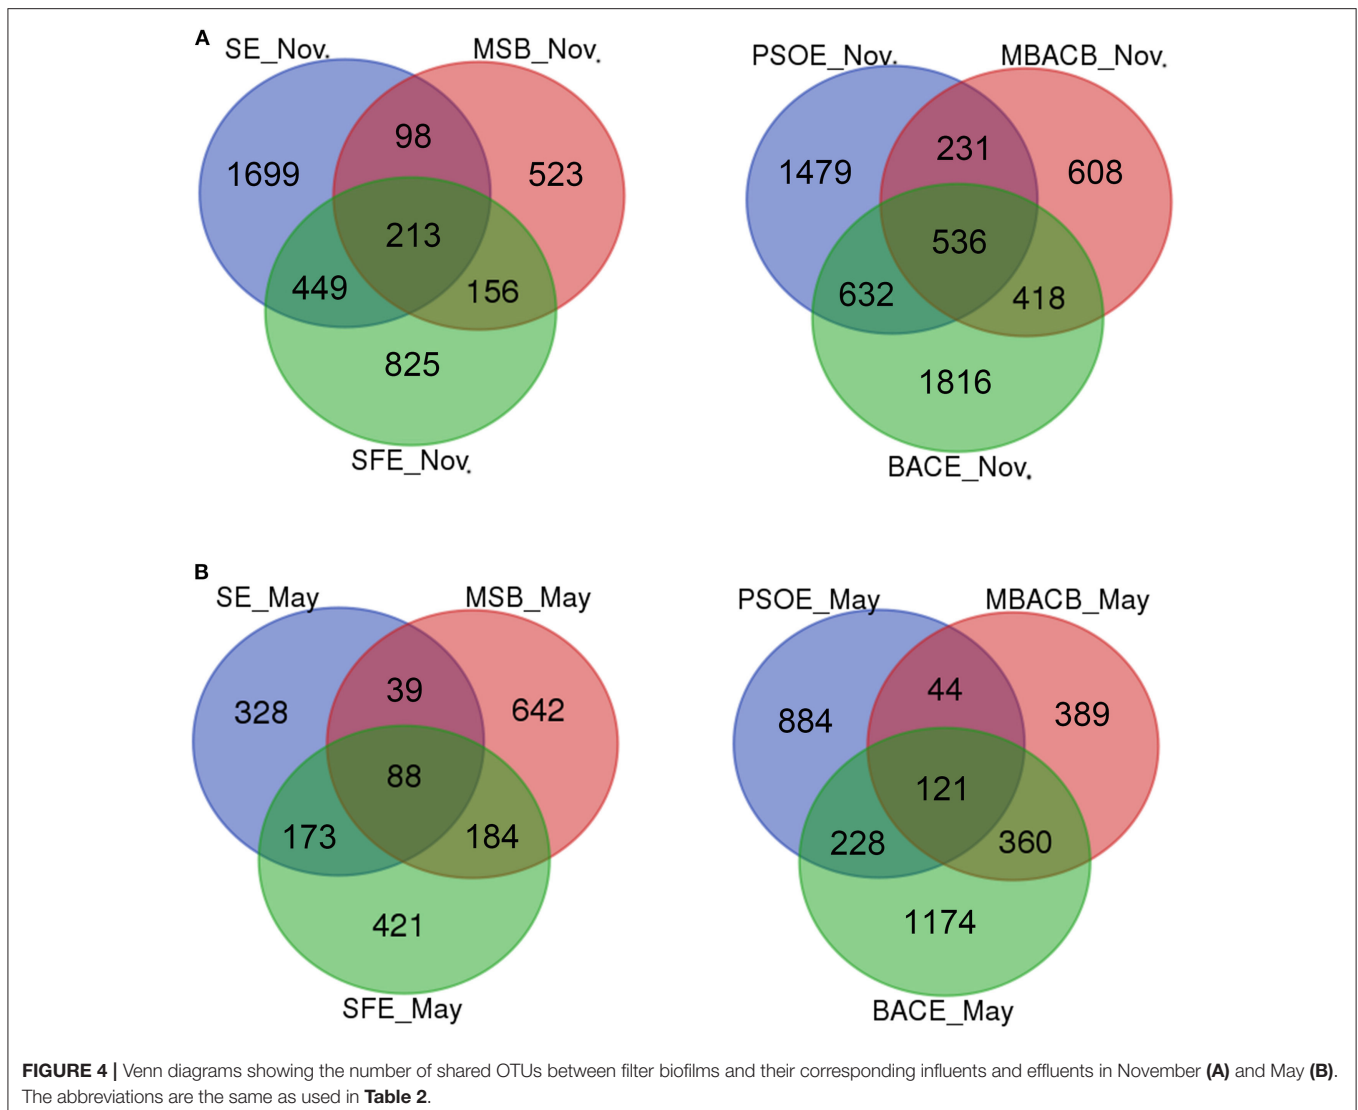 A
SE_Nov.
MSB_Nov.
98
1699
523
213
449
156
825
SFE_Nov.
PSOE_Nov.
MBACB_Nov.
231
1479
608
536
632
418
1816
BACE_Nov.
B
SE_May
MSB_May
39
328
642
88
173
184
421
SFE_May
PSOE_May
MBACB_May
44
884
389
121
228
360
1174
BACE_May
FIGURE 4 | Venn diagrams showing the number of shared OTUs between filter biofilms and their corresponding influents and effluents in November (A) and May (B).
The abbreviations are the same as used in Table 2.